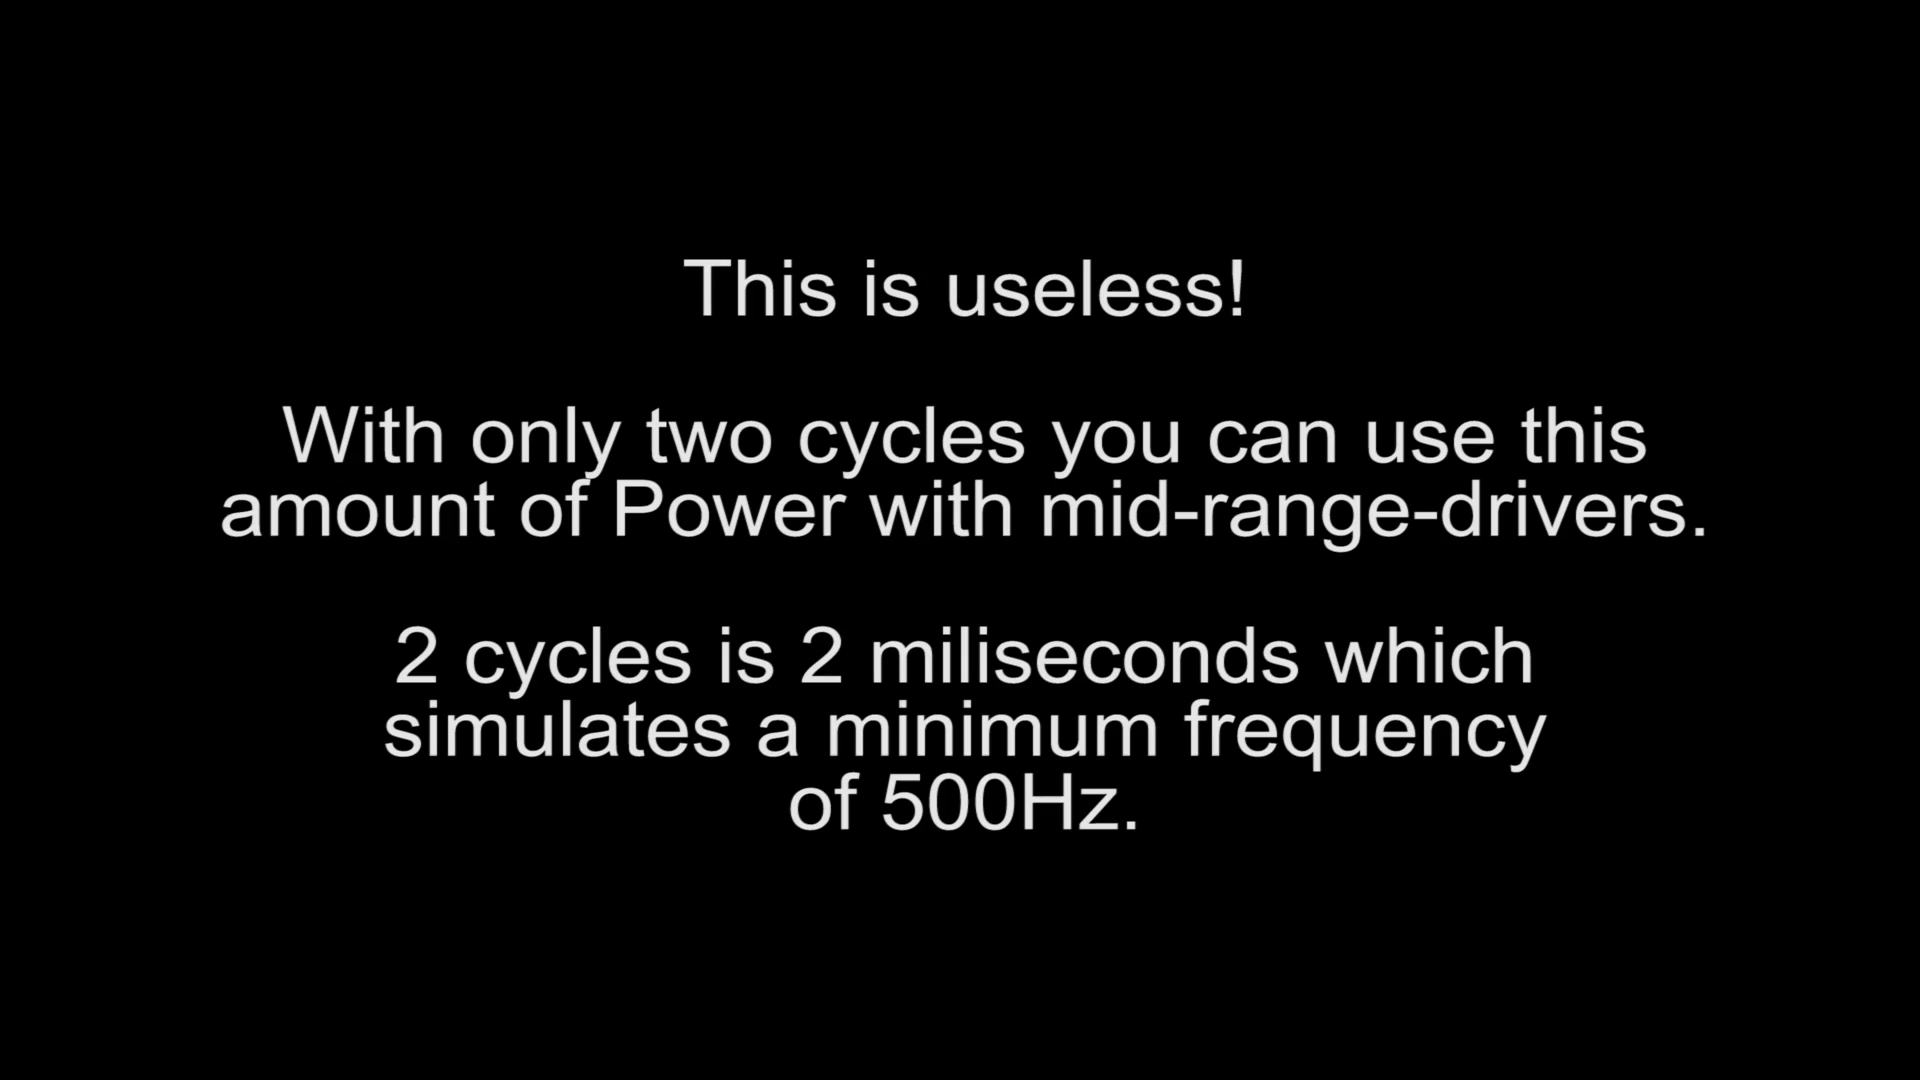 This is useless!
With only two cycles you can use this
amount of Power with mid-range-drivers.
2 cycles is 2 miliseconds which
simulates a minimum frequency
of 500Hz.